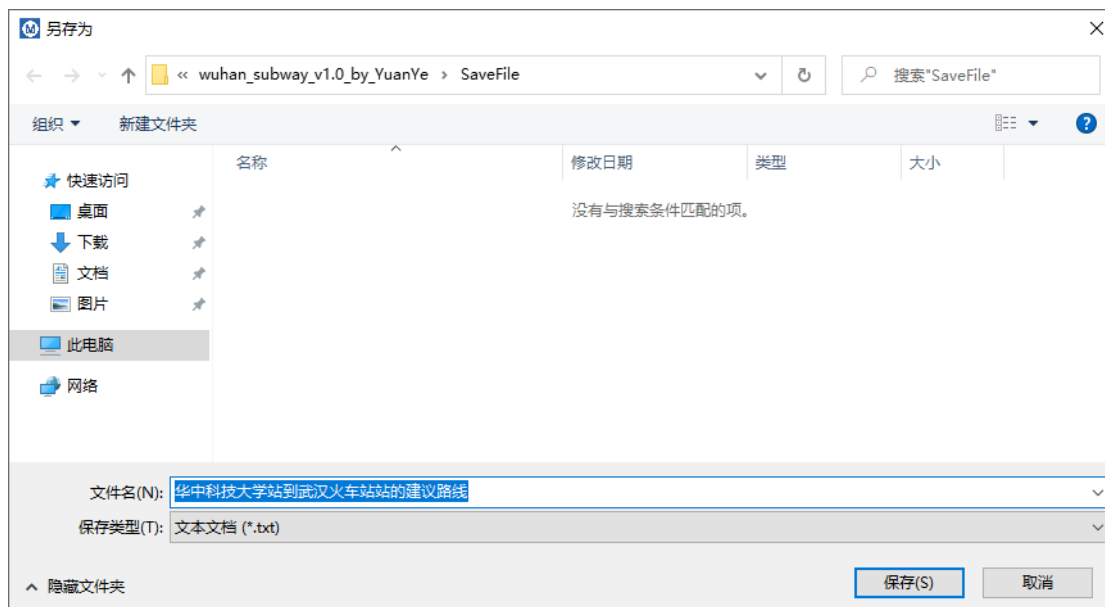 另存为
« wuhan_subway_v1.0_by_YuanYe › SaveFile
搜索"SaveFile"
组织 新建文件夹
名称 修改日期 类型 大小
没有与搜索条件匹配的项。
快速访问
桌面
下载
文档
图片
此电脑
网络
文件名(N): 华中科技大学站到武汉火车站站的建议路线
保存类型(T): 文本文档 (*.txt)
隐藏文件夹 保存(S) 取消